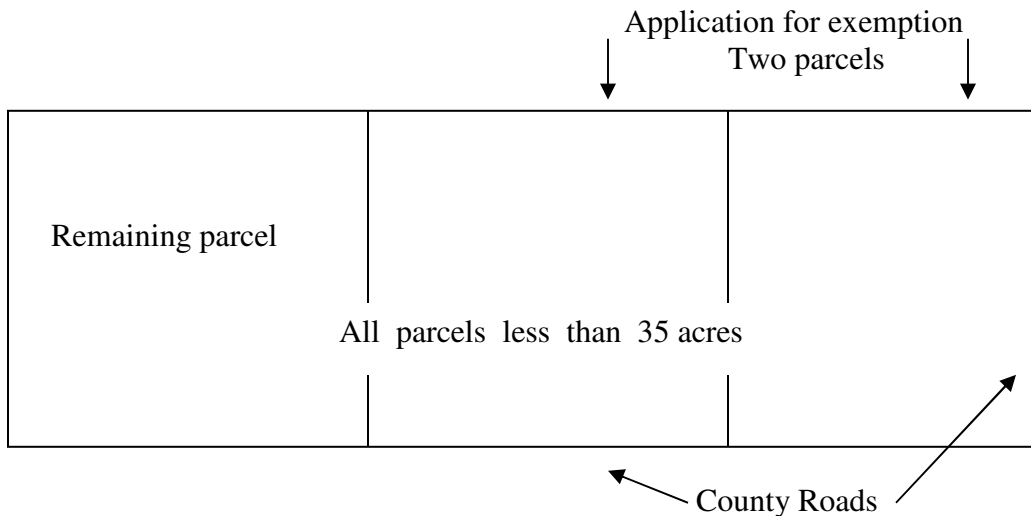 Application for exemption
Two parcels
Remaining parcel
All parcels less than 35 acres
County Roads